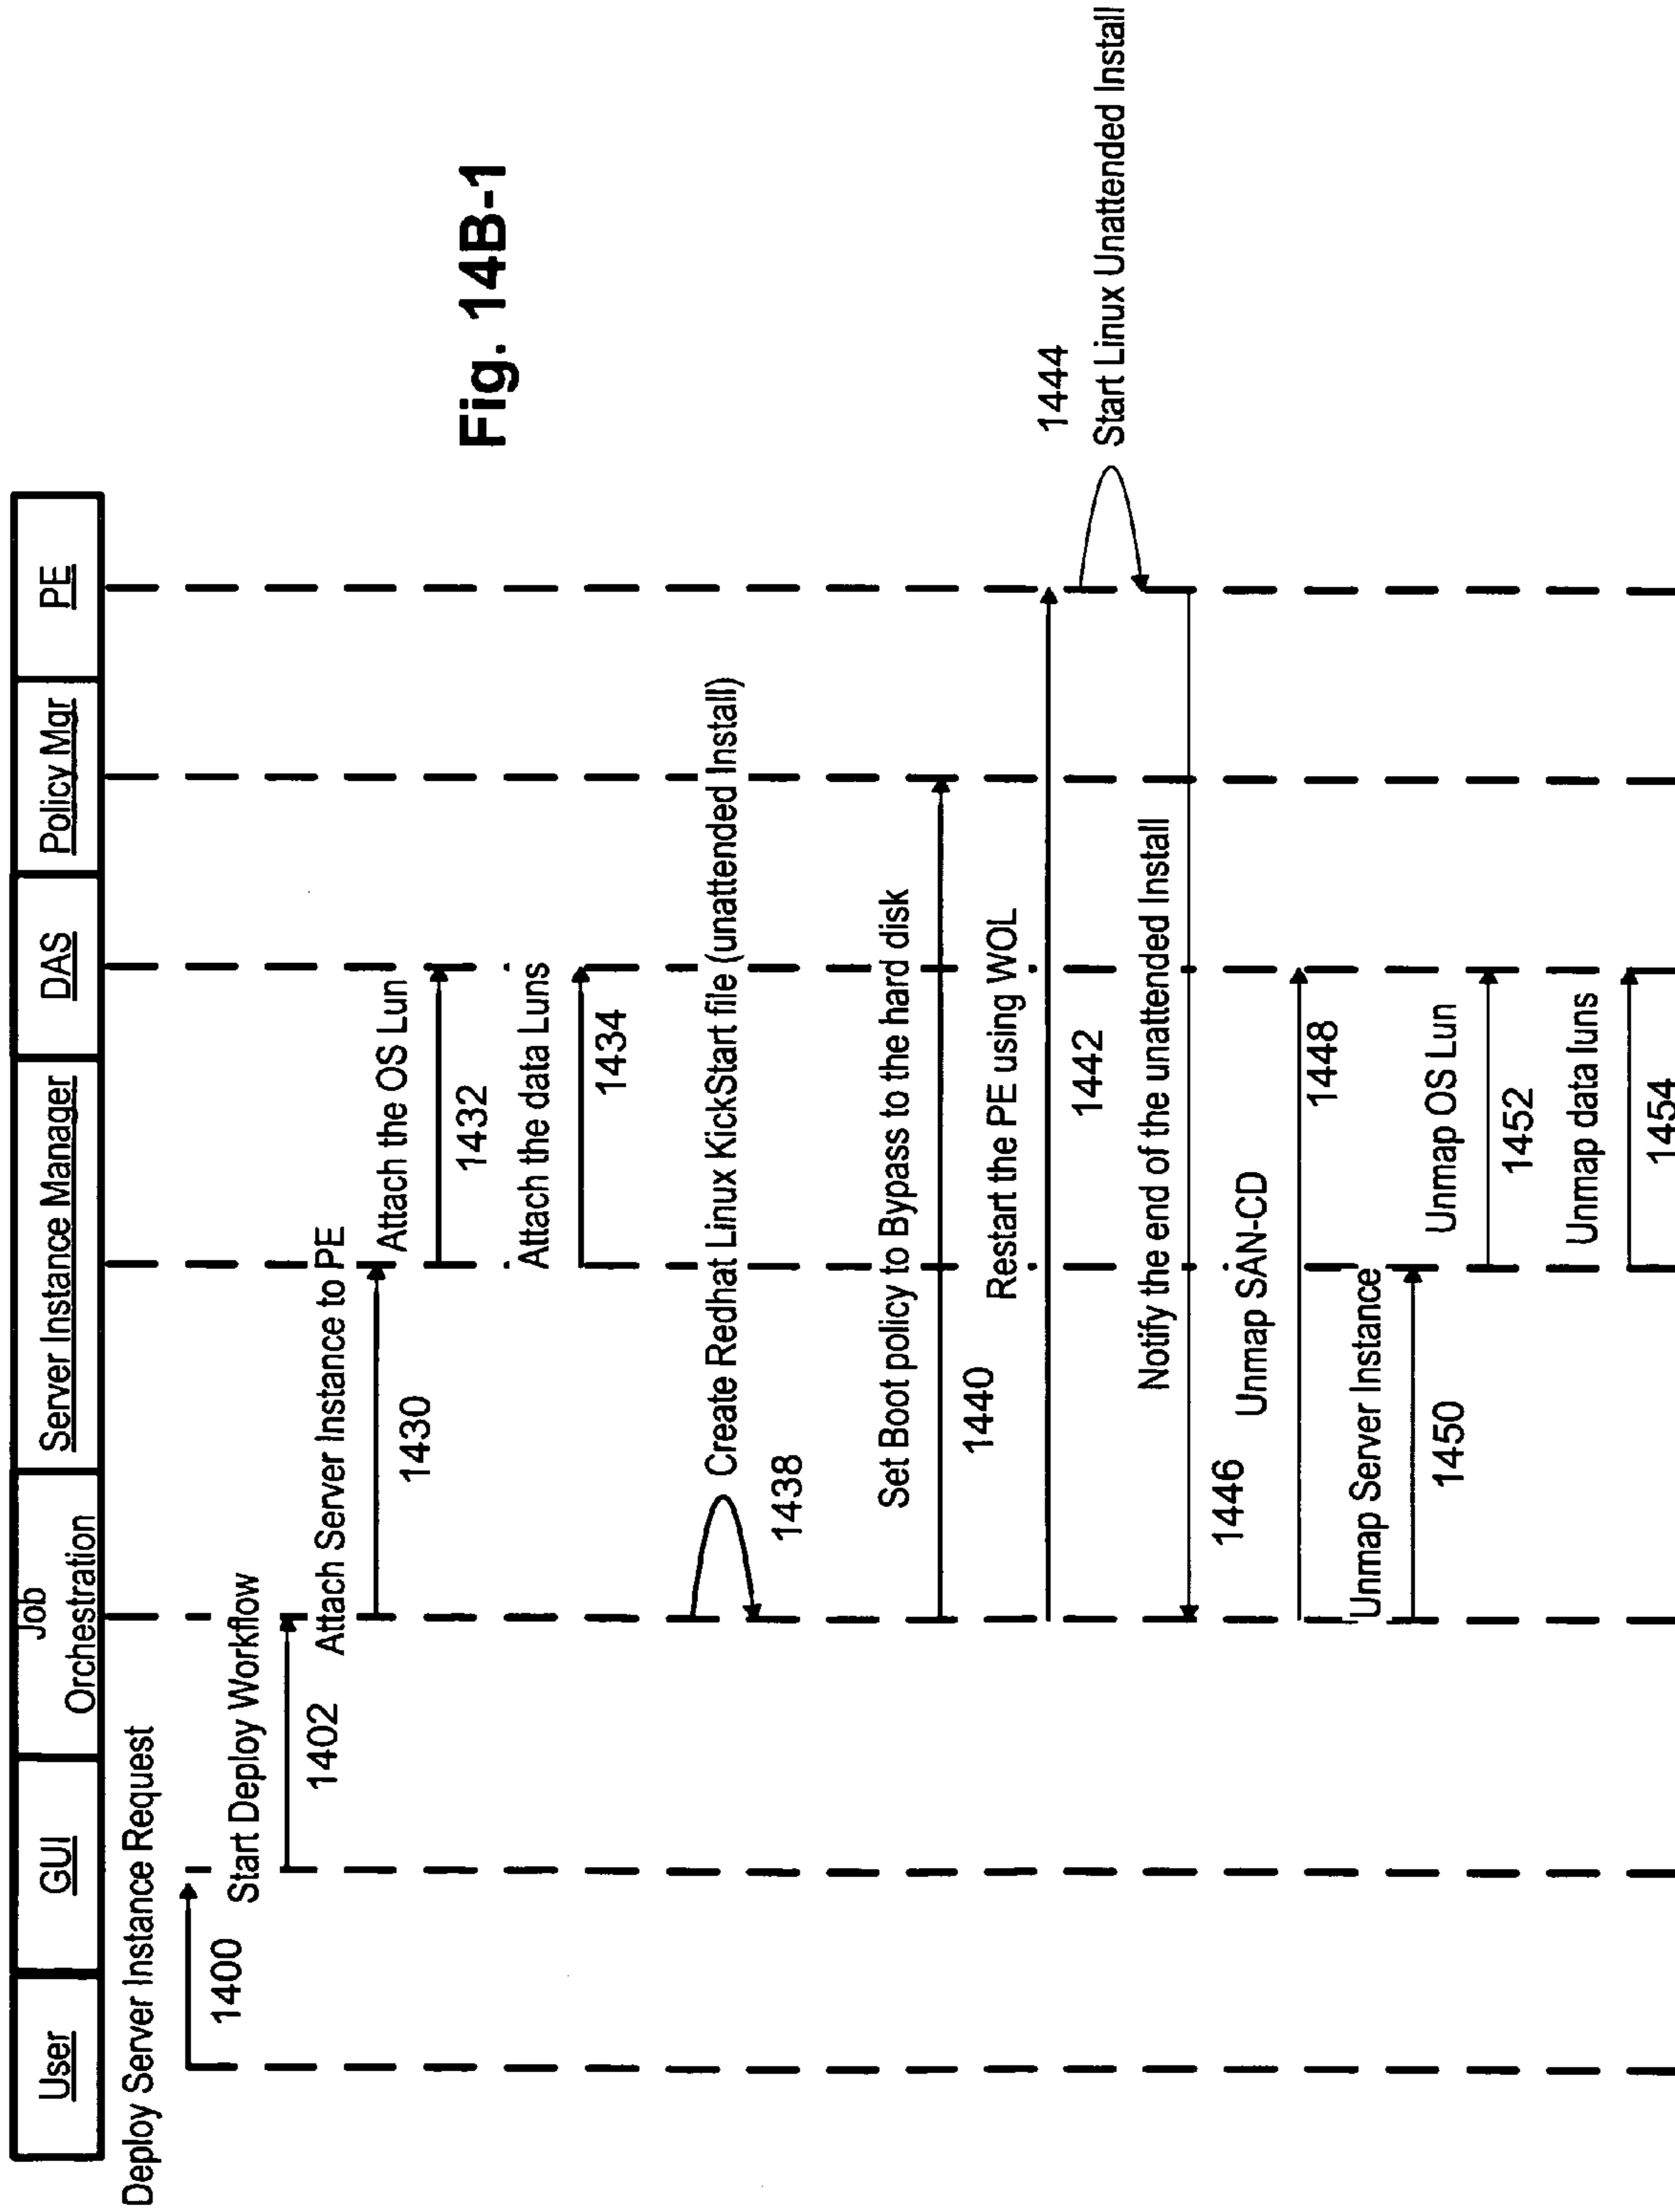 User
GUI
Job
Orchestration
Server Instance Manager
DAS
Policy Mgr
PE
Deploy Server Instance Request
1400
Start Deploy Workflow
1402
Attach Server Instance to PE
1430
Attach the OS Lun
1432
Attach the data Luns
1434
Create Redhat Linux KickStart file (unattended Install)
1438
Set Boot policy to Bypass to the hard disk
1440
Restart the PE using WOL
1442
1444
Start Linux Unattended Install
Notify the end of the unattended Install
1446
Unmap SAN-CD
1448
Unmap Server Instance
1450
Unmap OS Lun
1452
Unmap data luns
1454
Fig. 14B-1